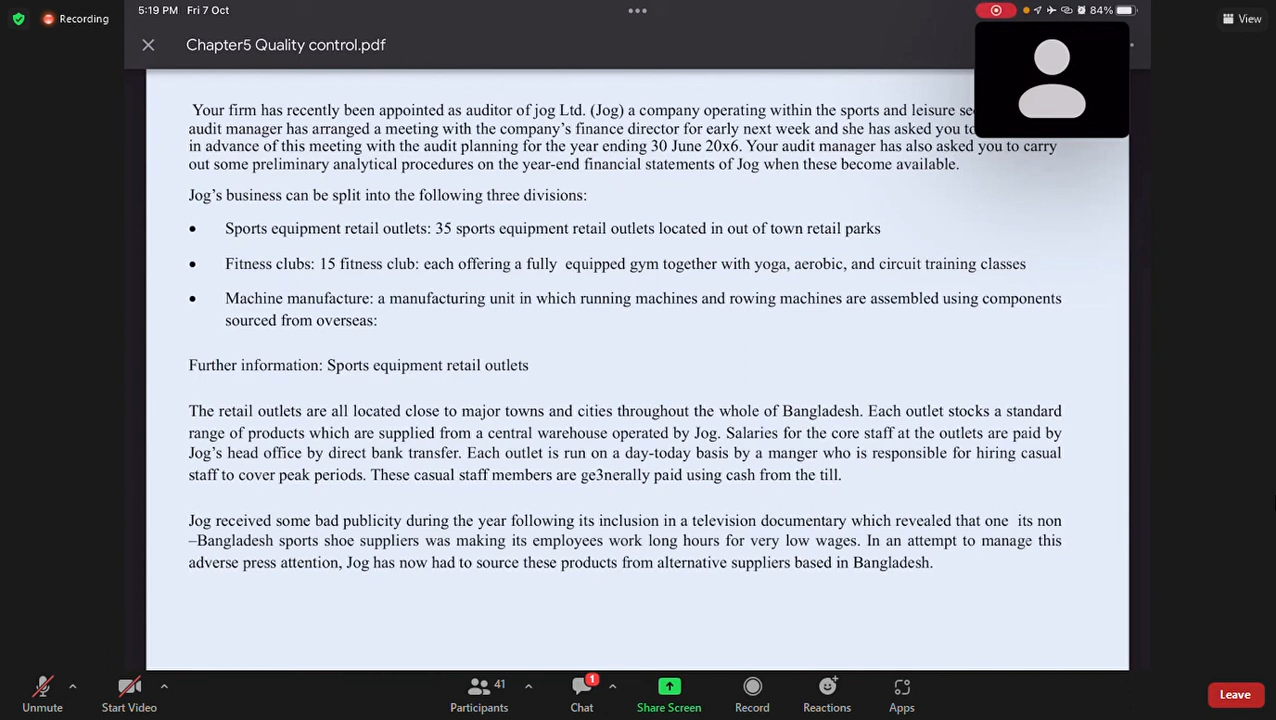 5:19 PM Fri 7 Oct
84%
Recording
View
Chapter5 Quality control.pdf
Your firm has recently been appointed as auditor of jog Ltd. (Jog) a company operating within the sports and leisure
audit manager has arranged a meeting with the company's finance director for early next week and she has asked you
in advance of this meeting with the audit planning for the year ending 30 June 20x6. Your audit manager has also asked you to carry
out some preliminary analytical procedures on the year-end financial statements of Jog when these become available.
Jog's business can be split into the following three divisions:
• Sports equipment retail outlets: 35 sports equipment retail outlets located in out of town retail parks
• Fitness clubs: 15 fitness club: each offering a fully equipped gym together with yoga, aerobic, and circuit training classes
• Machine manufacture: a manufacturing unit in which running machines and rowing machines are assembled using components
sourced from overseas:
Further information: Sports equipment retail outlets
The retail outlets are all located close to major towns and cities throughout the whole of Bangladesh. Each outlet stocks a standard
range of products which are supplied from a central warehouse operated by Jog. Salaries for the core staff at the outlets are paid by
Jog's head office by direct bank transfer. Each outlet is run on a day-today basis by a manger who is responsible for hiring casual
staff to cover peak periods. These casual staff members are ge3nerally paid using cash from the till.
Jog received some bad publicity during the year following its inclusion in a television documentary which revealed that one its non
–Bangladesh sports shoe suppliers was making its employees work long hours for very low wages. In an attempt to manage this
adverse press attention, Jog has now had to source these products from alternative suppliers based in Bangladesh.
41
1
Unmute
Start Video
Participants
Chat
Share Screen
Record
Reactions
Apps
Leave